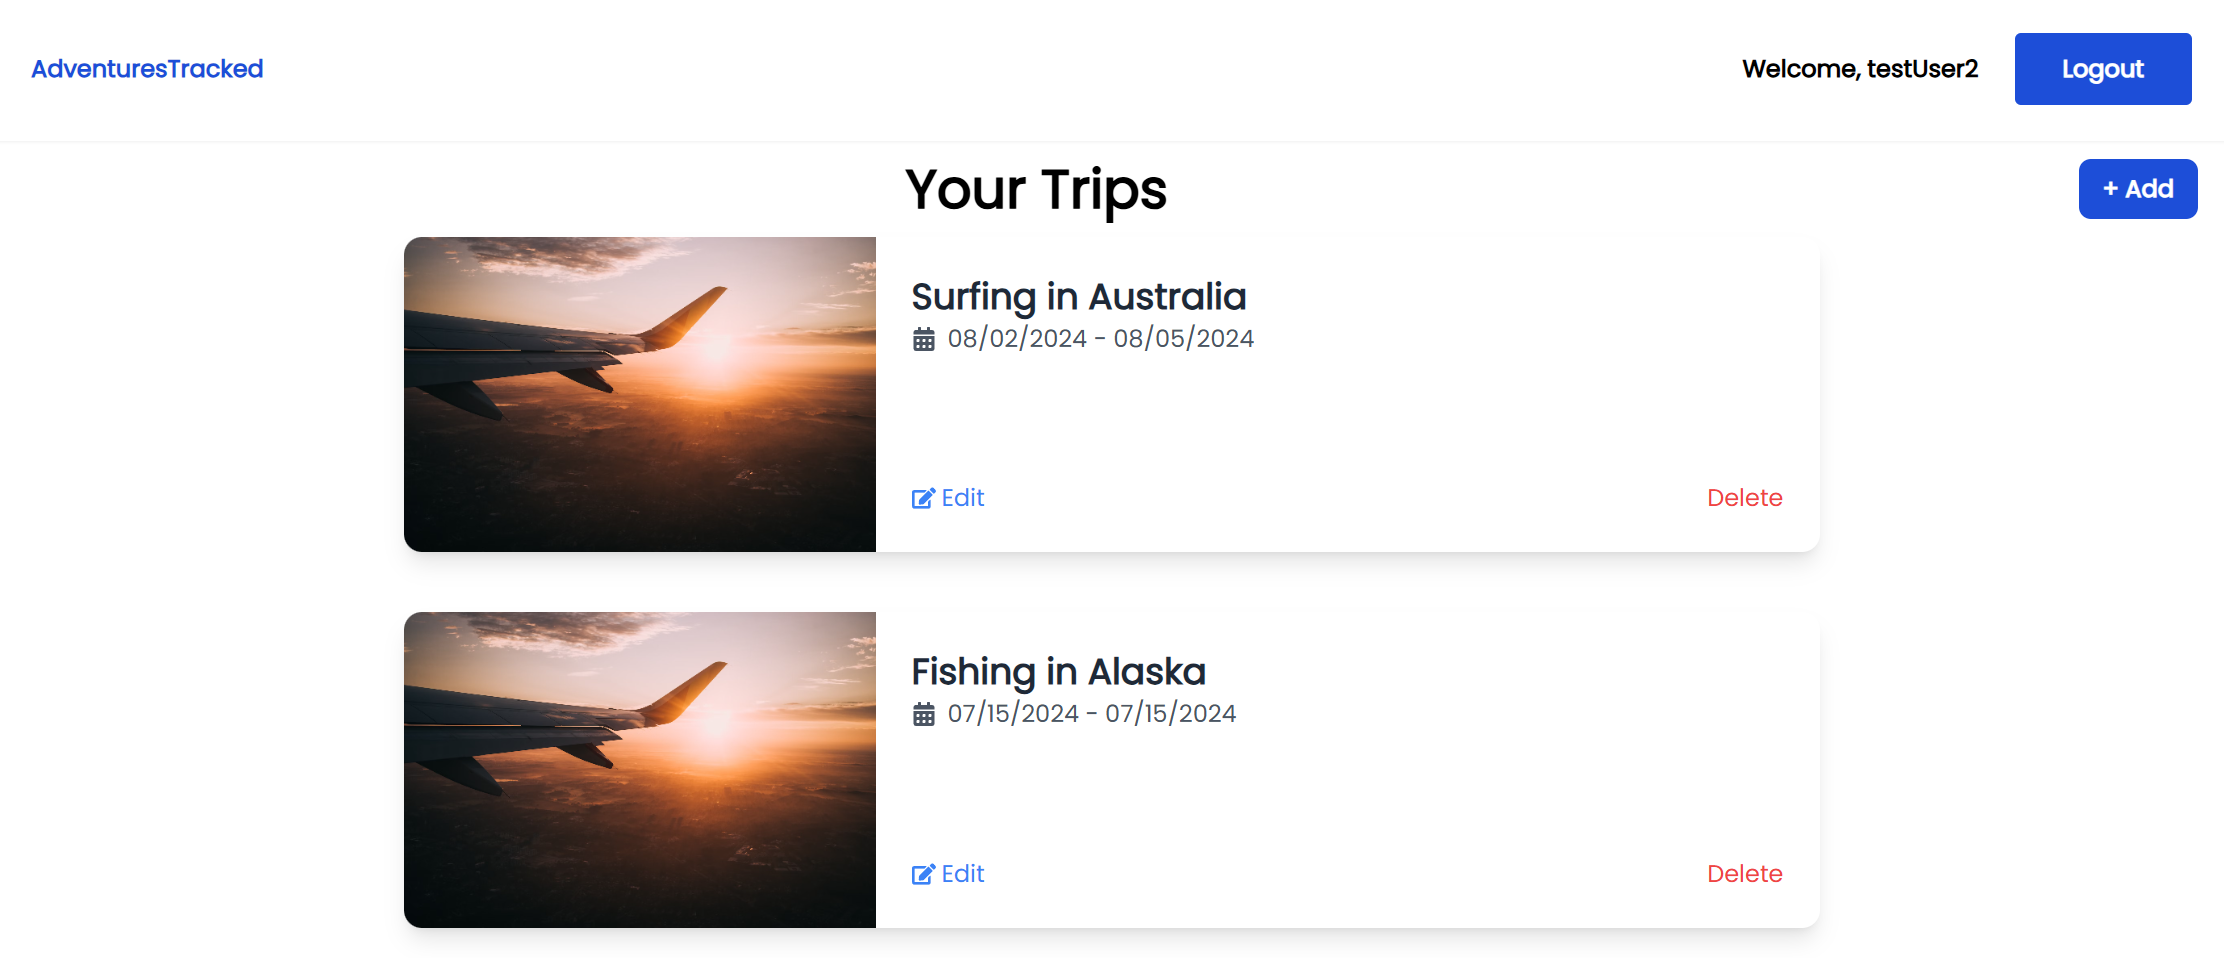 AdventuresTracked
Welcome, testUser2
Logout
Your Trips
+ Add
Surfing in Australia
08/02/2024 - 08/05/2024
Edit
Delete
Fishing in Alaska
07/15/2024 - 07/15/2024
Edit
Delete